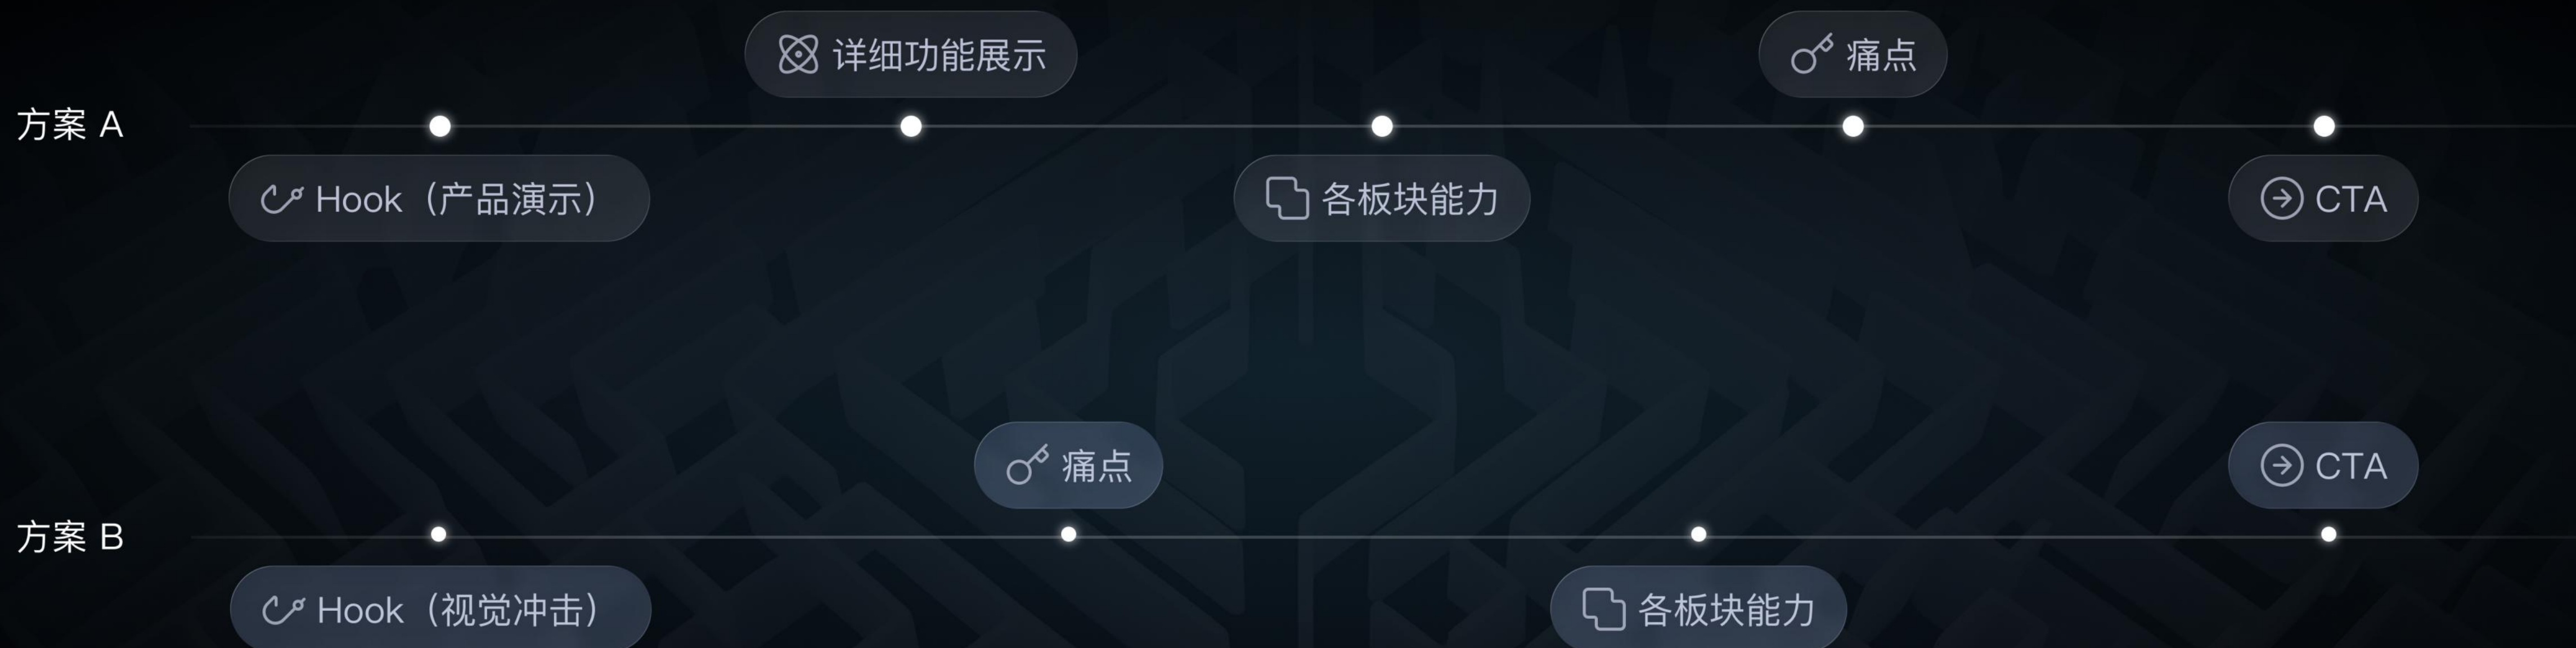 详细功能展示
痛点
方案 A
Hook（产品演示）
各板块能力
CTA
痛点
CTA
方案 B
Hook（视觉冲击）
各板块能力